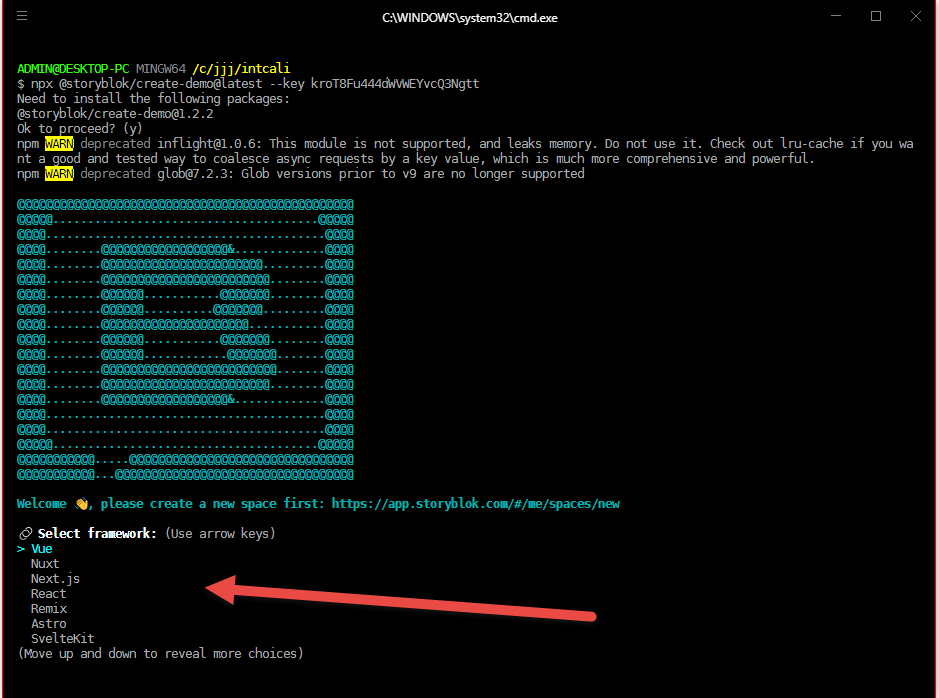 C:\WINDOWS\system32\cmd.exe
ADMIN@DESKTOP-PC MINGW64 /c/jjj/intcali
$ npx @storyblok/create-demo@latest --key kroT8Fu444dWVWEYvcQ3Ngtt
Need to install the following packages:
@storyblok/create-demo@1.2.2
Ok to proceed? (y)
npm WARN deprecated inflight@1.0.6: This module is not supported, and leaks memory. Do not use it. Check out lru-cache if you wa
nt a good and tested way to coalesce async requests by a key value, which is much more comprehensive and powerful.
npm WARN deprecated glob@7.2.3: Glob versions prior to v9 are no longer supported
Welcome 👋, please create a new space first: https://app.storyblok.com/#/me/spaces/new
🔗 Select framework: (Use arrow keys)
> Vue
Nuxt
Next.js
React
Remix
Astro
SvelteKit
(Move up and down to reveal more choices)